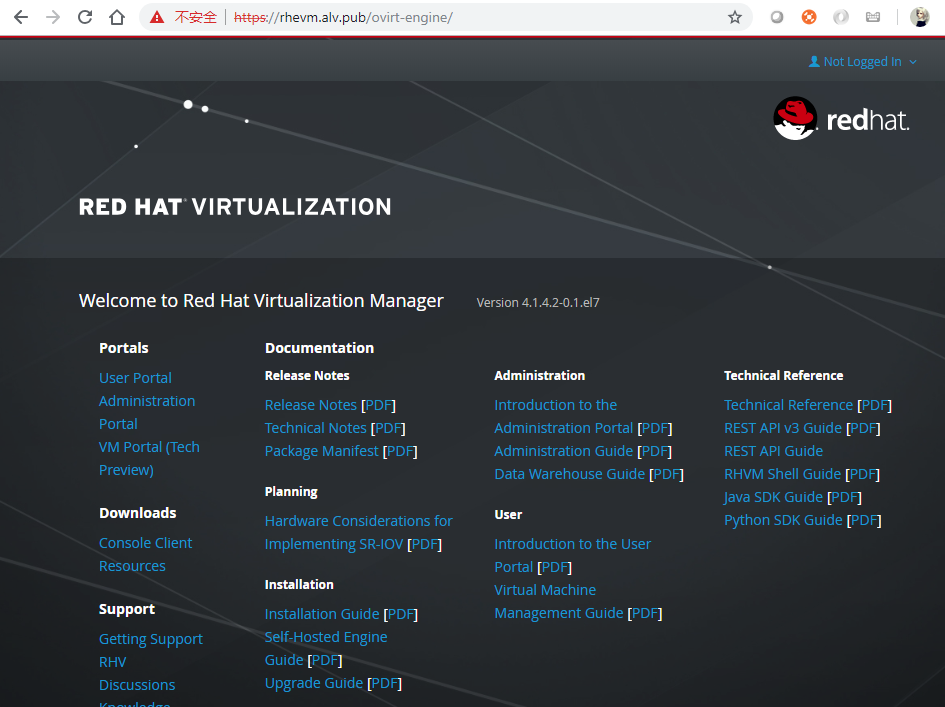 不安全 https://rhevm.alv.pub/ovirt-engine/
Not Logged In
redhat.
RED HAT VIRTUALIZATION
Welcome to Red Hat Virtualization Manager Version 4.1.4.2-0.1.el7
Portals
User Portal
Administration
Portal
VM Portal (Tech
Preview)
Downloads
Console Client
Resources
Support
Getting Support
RHV
Discussions
Knowledge
Documentation
Release Notes
Release Notes [PDF]
Technical Notes [PDF]
Package Manifest [PDF]
Planning
Hardware Considerations for
Implementing SR-IOV [PDF]
Installation
Installation Guide [PDF]
Self-Hosted Engine
Guide [PDF]
Upgrade Guide [PDF]
Administration
Introduction to the
Administration Portal [PDF]
Administration Guide [PDF]
Data Warehouse Guide [PDF]
User
Introduction to the User
Portal [PDF]
Virtual Machine
Management Guide [PDF]
Technical Reference
Technical Reference [PDF]
REST API v3 Guide [PDF]
REST API Guide
RHVM Shell Guide [PDF]
Java SDK Guide [PDF]
Python SDK Guide [PDF]